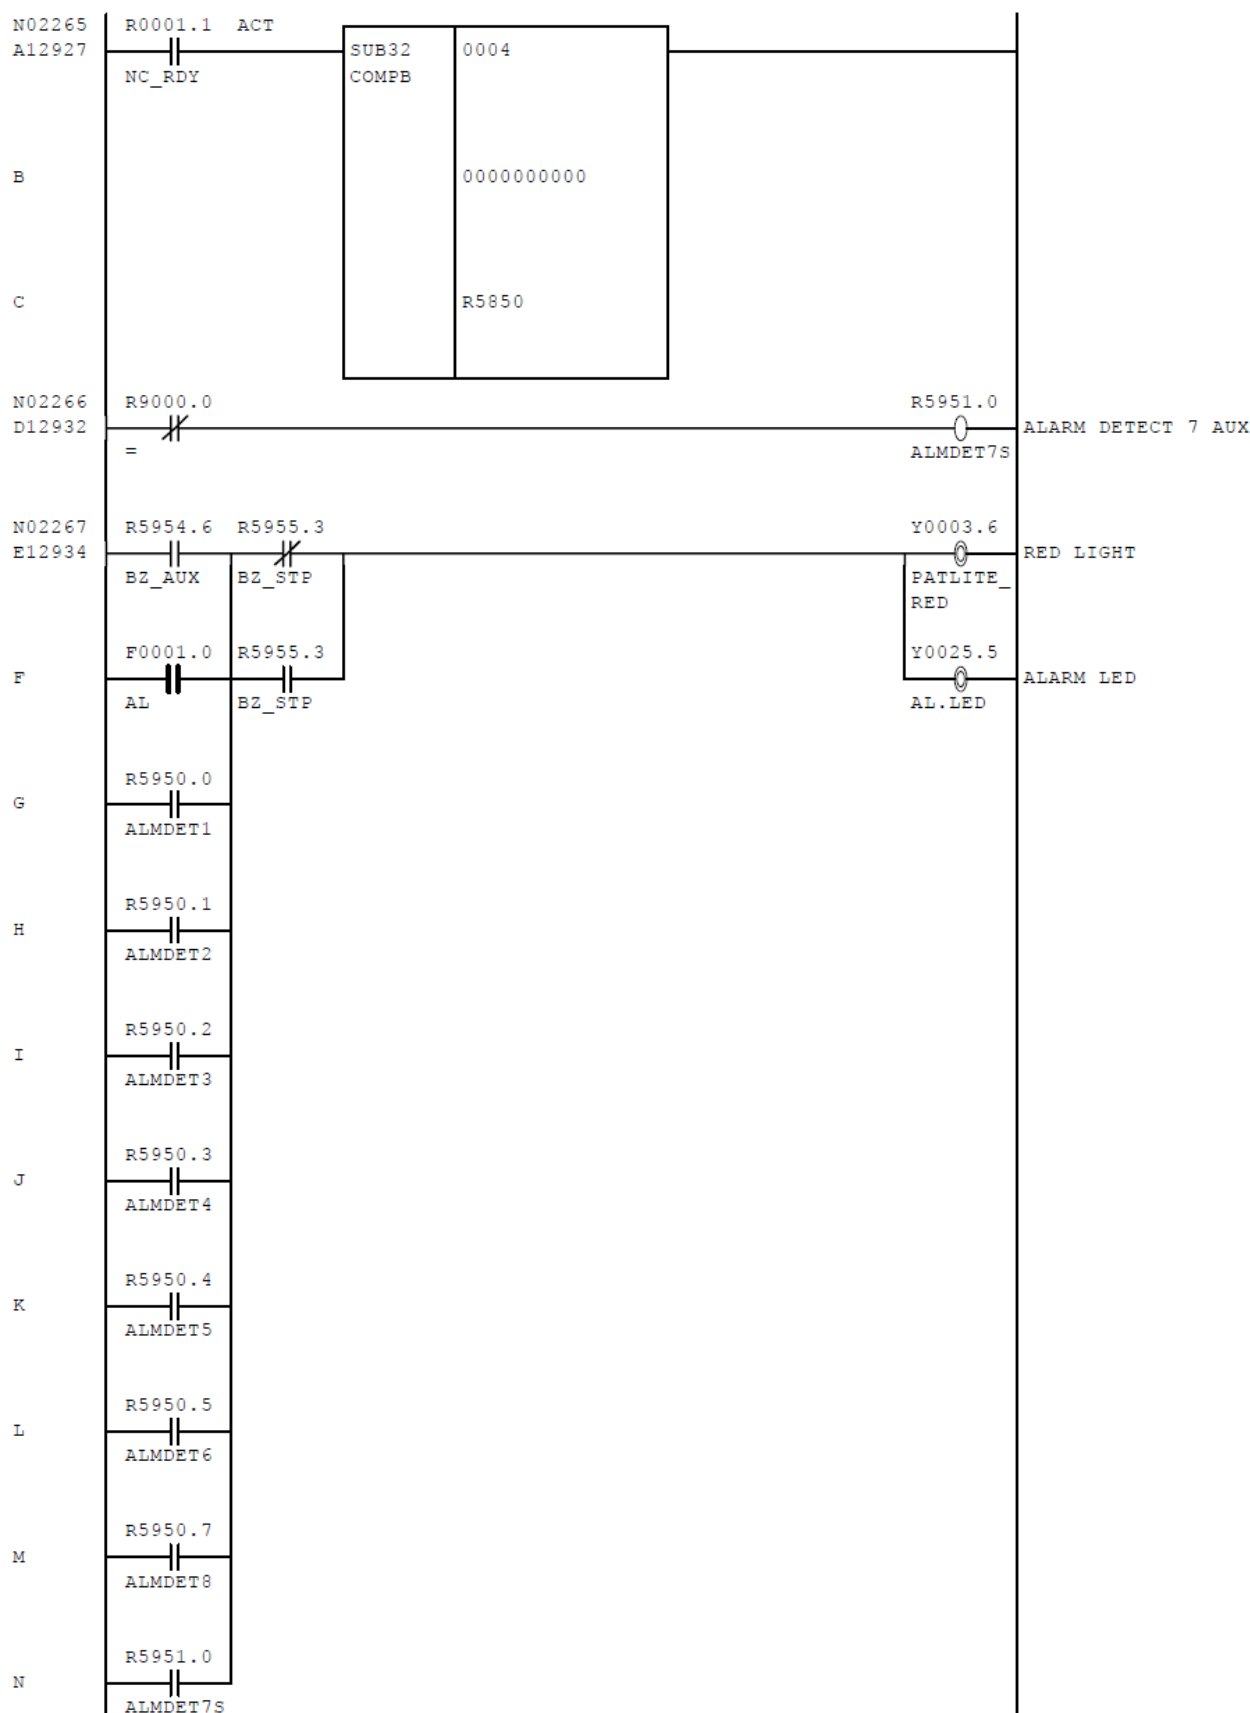 N02265 R0001.1 ACT
A12927 SUB32 0004
NC_RDY COMPB
B 0000000000
C R5850
N02266 R9000.0 R5951.0
D12932 ALARM DETECT 7 AUX
= ALMDET7S
N02267 R5954.6 R5955.3 Y0003.6
E12934 RED LIGHT
BZ_AUX BZ_STP PATLITE_
RED
F0001.0 R5955.3 Y0025.5
F ALARM LED
AL BZ_STP AL.LED
R5950.0
G
ALMDET1
R5950.1
H
ALMDET2
R5950.2
I
ALMDET3
R5950.3
J
ALMDET4
R5950.4
K
ALMDET5
R5950.5
L
ALMDET6
R5950.7
M
ALMDET8
R5951.0
N
ALMDET7S